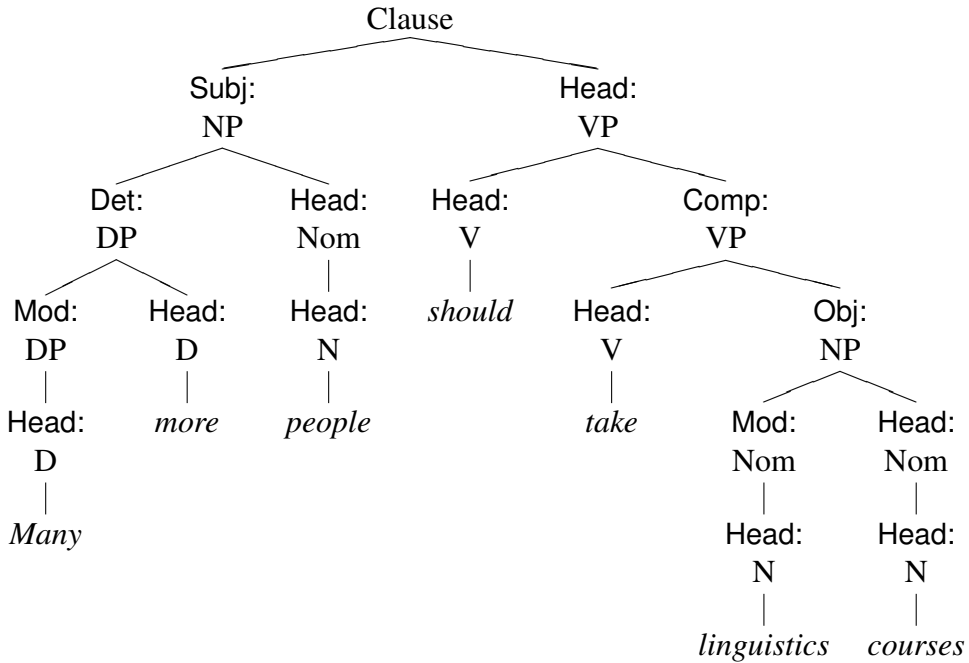 Clause
Subj: Head:
NP VP
Det: Head: Head: Comp:
DP Nom V VP
Mod: Head: Head: should Head: Obj:
DP D N V NP
Head: more people take Mod: Head:
D Nom Nom
Many Head: Head:
N N
linguistics courses